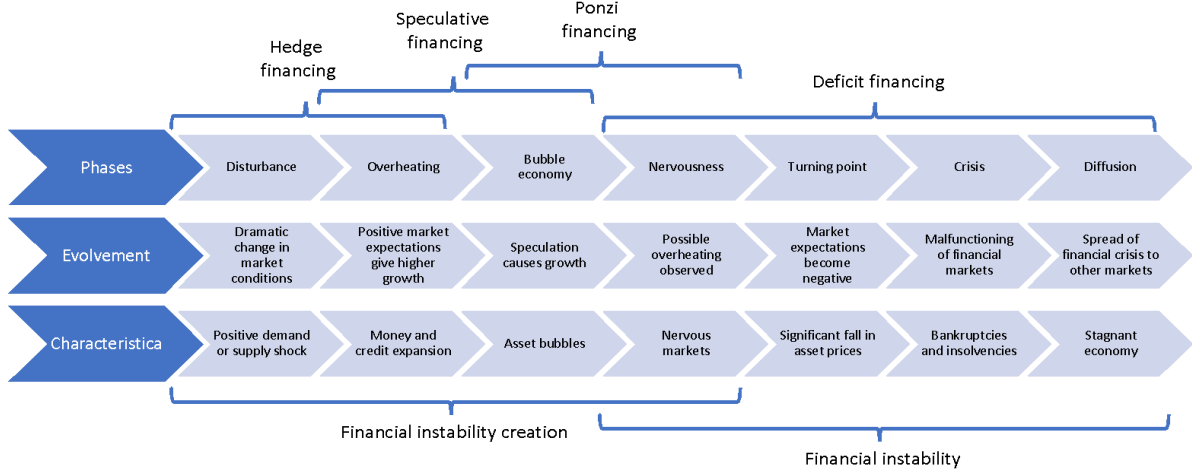 Ponzi
financing
Speculative
financing
Hedge
financing
Deficit financing
Phases
Disturbance
Overheating
Bubble
economy
Nervousness
Turning point
Crisis
Diffusion
Evolvement
Dramatic
change in
market
conditions
Positive market
expectations
give higher
growth
Speculation
causes growth
Possible
overheating
observed
Market
expectations
become
negative
Malfunctioning
of financial
markets
Spread of
financial crisis to
other markets
Characteristica
Positive demand
or supply shock
Money and
credit expansion
Asset bubbles
Nervous
markets
Significant fall in
asset prices
Bankruptcies
and insolvencies
Stagnant
economy
Financial instability creation
Financial instability